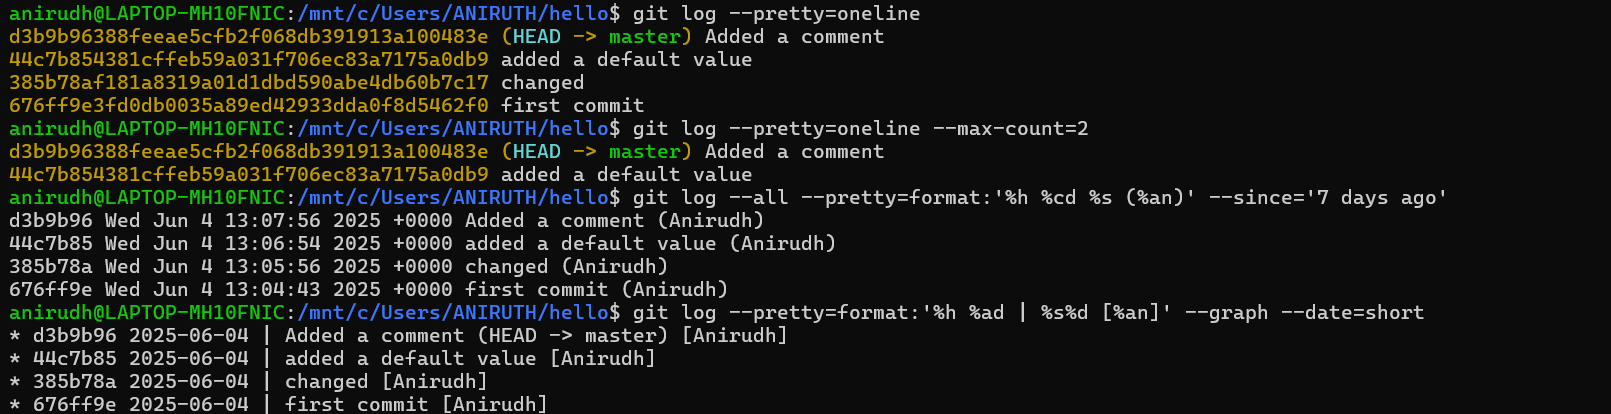 anirudh@LAPTOP-MH10FNIC:/mnt/c/Users/ANIRUTH/hello$ git log --pretty=oneline
d3b9b96388feeae5cfb2f068db391913a100483e (HEAD -> master) Added a comment
44c7b854381cffeb59a031f706ec83a7175a0db9 added a default value
385b78af181a8319a01d1dbd590abe4db60b7c17 changed
676ff9e3fd0db0035a89ed42933dda0f8d5462f0 first commit
anirudh@LAPTOP-MH10FNIC:/mnt/c/Users/ANIRUTH/hello$ git log --pretty=oneline --max-count=2
d3b9b96388feeae5cfb2f068db391913a100483e (HEAD -> master) Added a comment
44c7b854381cffeb59a031f706ec83a7175a0db9 added a default value
anirudh@LAPTOP-MH10FNIC:/mnt/c/Users/ANIRUTH/hello$ git log --all --pretty=format:'%h %cd %s (%an)' --since='7 days ago'
d3b9b96 Wed Jun 4 13:07:56 2025 +0000 Added a comment (Anirudh)
44c7b85 Wed Jun 4 13:06:54 2025 +0000 added a default value (Anirudh)
385b78a Wed Jun 4 13:05:56 2025 +0000 changed (Anirudh)
676ff9e Wed Jun 4 13:04:43 2025 +0000 first commit (Anirudh)
anirudh@LAPTOP-MH10FNIC:/mnt/c/Users/ANIRUTH/hello$ git log --pretty=format:'%h %ad | %s%d [%an]' --graph --date=short
* d3b9b96 2025-06-04 | Added a comment (HEAD -> master) [Anirudh]
* 44c7b85 2025-06-04 | added a default value [Anirudh]
* 385b78a 2025-06-04 | changed [Anirudh]
* 676ff9e 2025-06-04 | first commit [Anirudh]